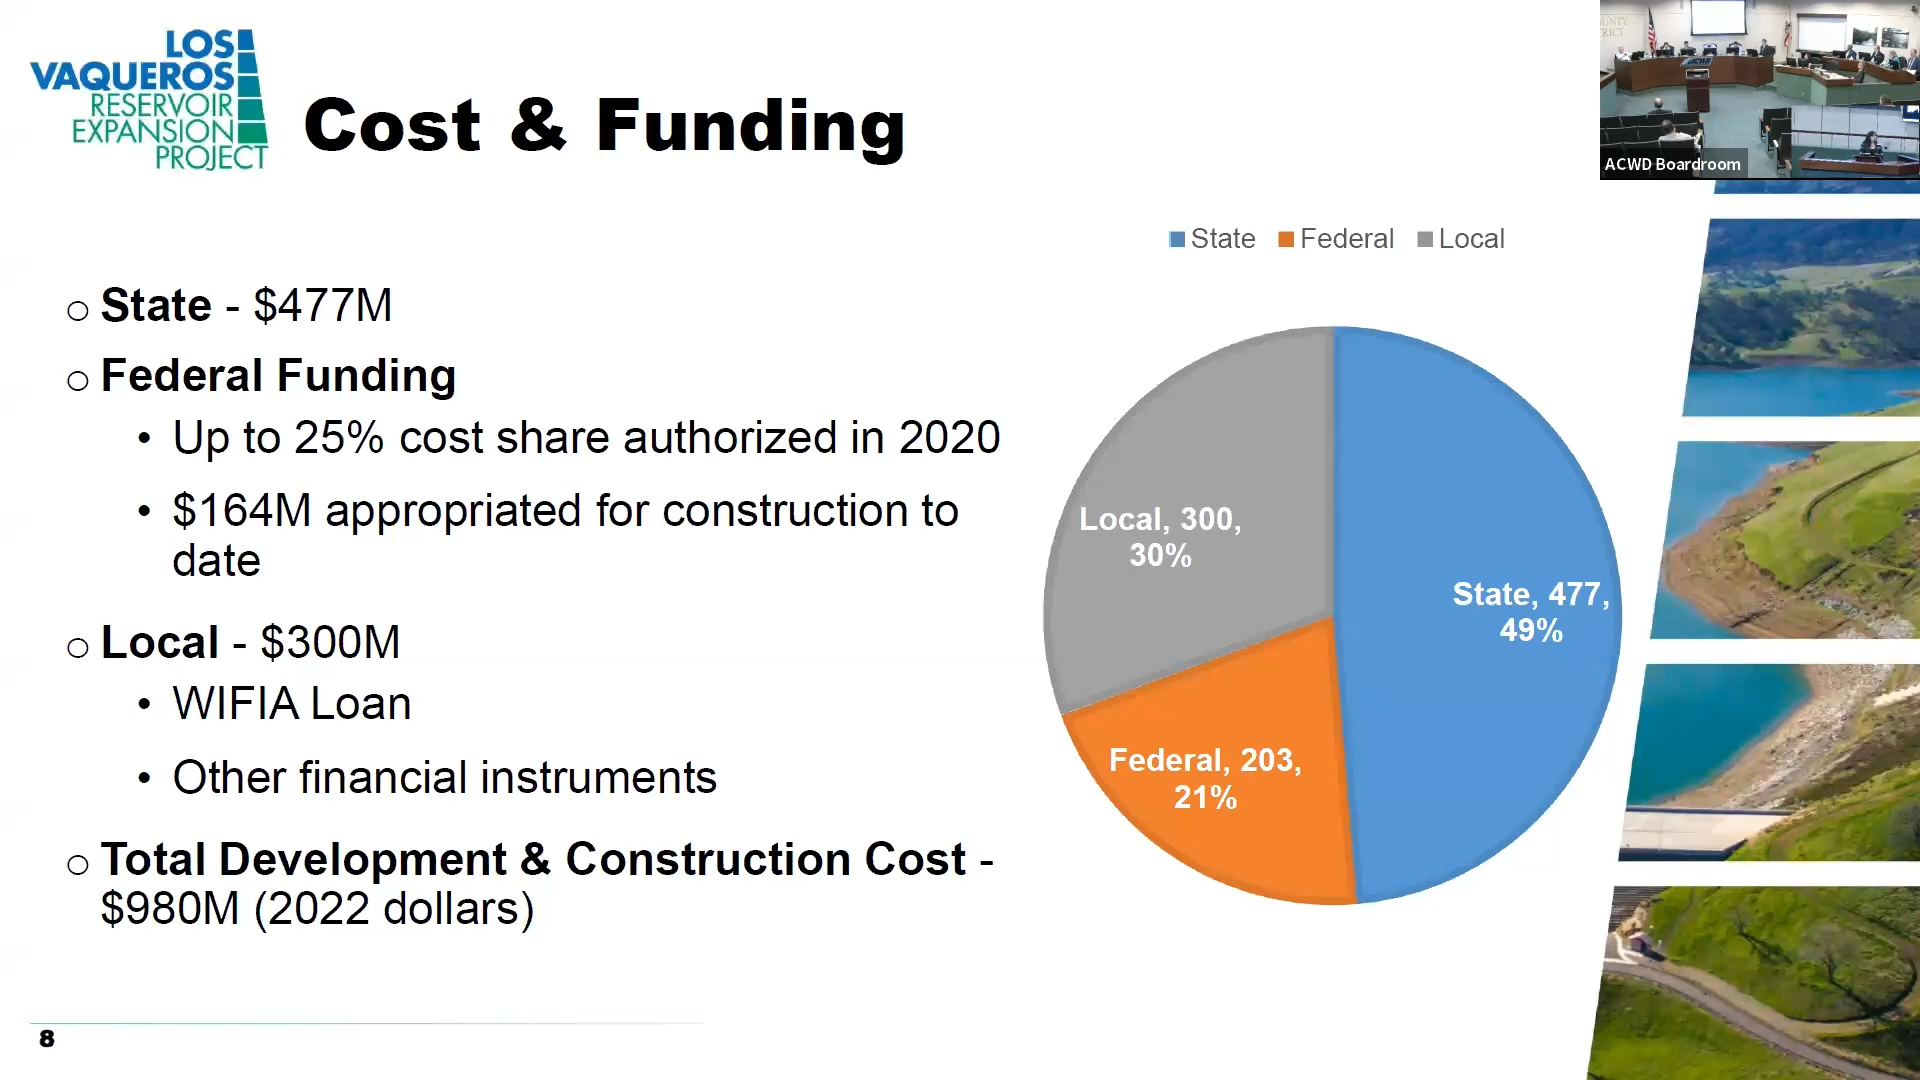 LOS
VAQUEROS
RESERVOIR
EXPANSION
PROJECT
Cost & Funding
ACWD Boardroom
State Federal Local
o State - $477M
o Federal Funding
• Up to 25% cost share authorized in 2020
• $164M appropriated for construction to
date
o Local - $300M
• WIFIA Loan
• Other financial instruments
o Total Development & Construction Cost -
$980M (2022 dollars)
Local, 300,
30%
State, 477,
49%
Federal, 203,
21%
8